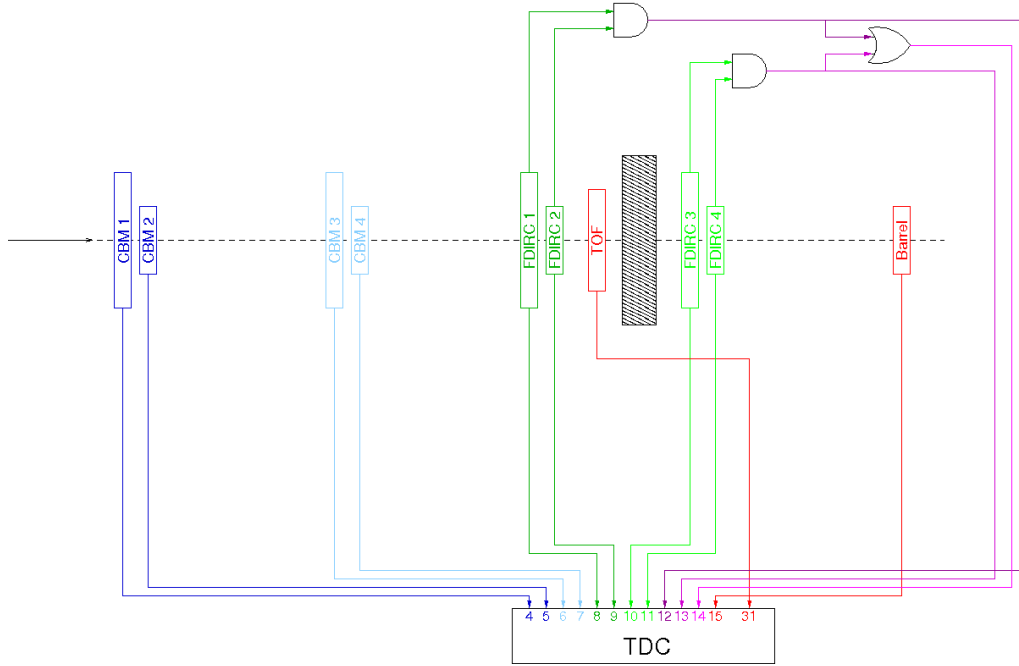 CBM 1
CBM 2
CBM 3
CBM 4
FDIRC 1
FDIRC 2
TOF
FDIRC 3
FDIRC 4
Barrel
4 5 6 7 8 9 10 11 12 13 14 15 31
TDC